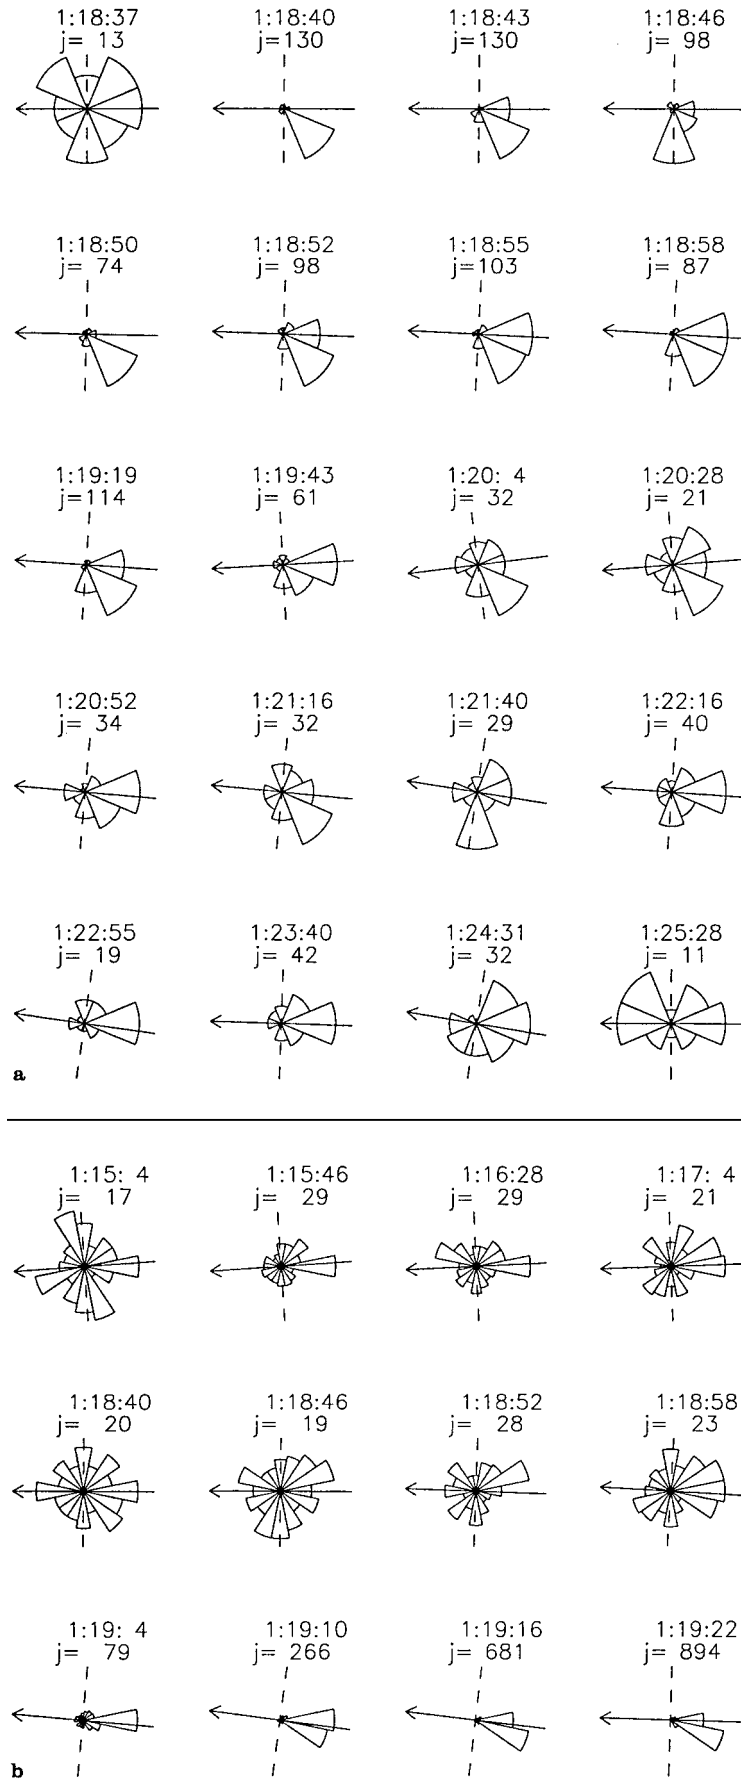 1:18:37 1:18:40 1:18:43 1:18:46
j= 13 j=130 j=130 j= 98
1:18:50 1:18:52 1:18:55 1:18:58
j= 74 j= 98 j=103 j= 87
1:19:19 1:19:43 1:20: 4 1:20:28
j=114 j= 61 j= 32 j= 21
1:20:52 1:21:16 1:21:40 1:22:16
j= 34 j= 32 j= 29 j= 40
1:22:55 1:23:40 1:24:31 1:25:28
j= 19 j= 42 j= 32 j= 11
a
1:15: 4 1:15:46 1:16:28 1:17: 4
j= 17 j= 29 j= 29 j= 21
1:18:40 1:18:46 1:18:52 1:18:58
j= 20 j= 19 j= 28 j= 23
1:19: 4 1:19:10 1:19:16 1:19:22
j= 79 j= 266 j= 681 j= 894
b